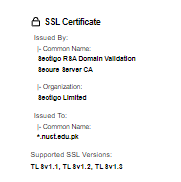 SSL Certificate
Issued By:
|- Common Name:
Sectigo RSA Domain Validation
Secure Server CA
|- Organization:
Sectigo Limited
Issued To:
|- Common Name:
*.nust.edu.pk
Supported SSL Versions:
TLSv1.1, TLSv1.2, TLSv1.3